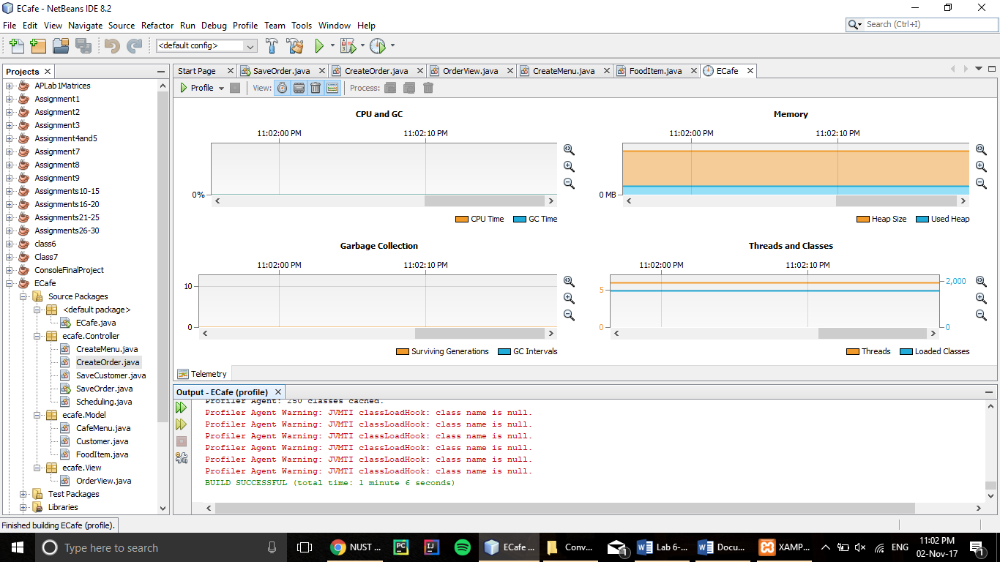 ECafe - NetBeans IDE 8.2
File Edit View Navigate Source Refactor Run Debug Profile Team Tools Window Help
Search (Ctrl+I)
<default config>
Projects
APLab1Matrices
Assignment1
Assignment2
Assignment3
Assignment4and5
Assignment7
Assignment8
Assignment9
Assignments10-15
Assignments16-20
Assignments21-25
Assignments26-30
class6
Class7
ConsoleFinalProject
ECafe
Source Packages
<default package>
ECafe.java
ecafe.Controller
CreateMenu.java
CreateOrder.java
SaveCustomer.java
SaveOrder.java
Scheduling.java
ecafe.Model
CafeMenu.java
Customer.java
FoodItem.java
ecafe.View
OrderView.java
Test Packages
Libraries
Start Page SaveOrder.java CreateOrder.java OrderView.java CreateMenu.java FoodItem.java ECafe
Profile View: Process:
CPU and GC
11:02:00 PM 11:02:10 PM
0%
CPU Time GC Time
Memory
11:02:00 PM 11:02:10 PM
0 MB
Heap Size Used Heap
Garbage Collection
11:02:00 PM 11:02:10 PM
10
0
Surviving Generations GC Intervals
Threads and Classes
11:02:00 PM 11:02:10 PM
5 2,000
0 0
Threads Loaded Classes
Telemetry
Output - ECafe (profile)
Profiler Agent: 250 classes cached.
Profiler Agent Warning: JVMTI classLoadHook: class name is null.
Profiler Agent Warning: JVMTI classLoadHook: class name is null.
Profiler Agent Warning: JVMTI classLoadHook: class name is null.
Profiler Agent Warning: JVMTI classLoadHook: class name is null.
Profiler Agent Warning: JVMTI classLoadHook: class name is null.
Profiler Agent Warning: JVMTI classLoadHook: class name is null.
BUILD SUCCESSFUL (total time: 1 minute 6 seconds)
Finished building ECafe (profile).
Type here to search
NUST ... PC IJ ECafe ... Conv... 1 Lab 6-... Docu... XAMP... ENG
11:02 PM
02-Nov-17
1